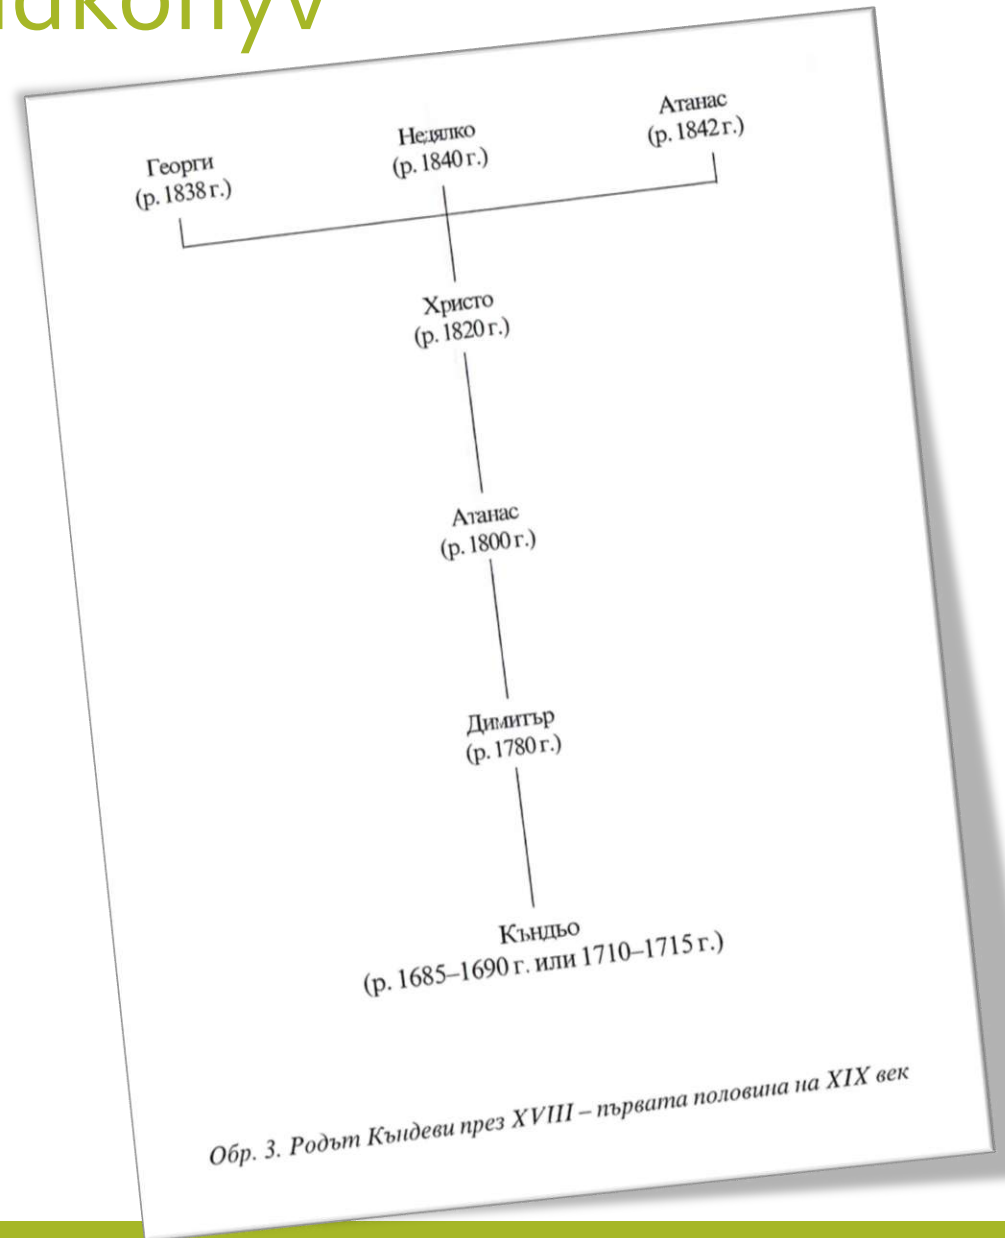 Георги
(р. 1838 г.)
Недялко
(р. 1840 г.)
Атанас
(р. 1842 г.)
Христо
(р. 1820 г.)
Атанас
(р. 1800 г.)
Димитър
(р. 1780 г.)
Къндьо
(р. 1685–1690 г. или 1710–1715 г.)
Обр. 3. Родът Къндеви през XVIII – първата половина на XIX век